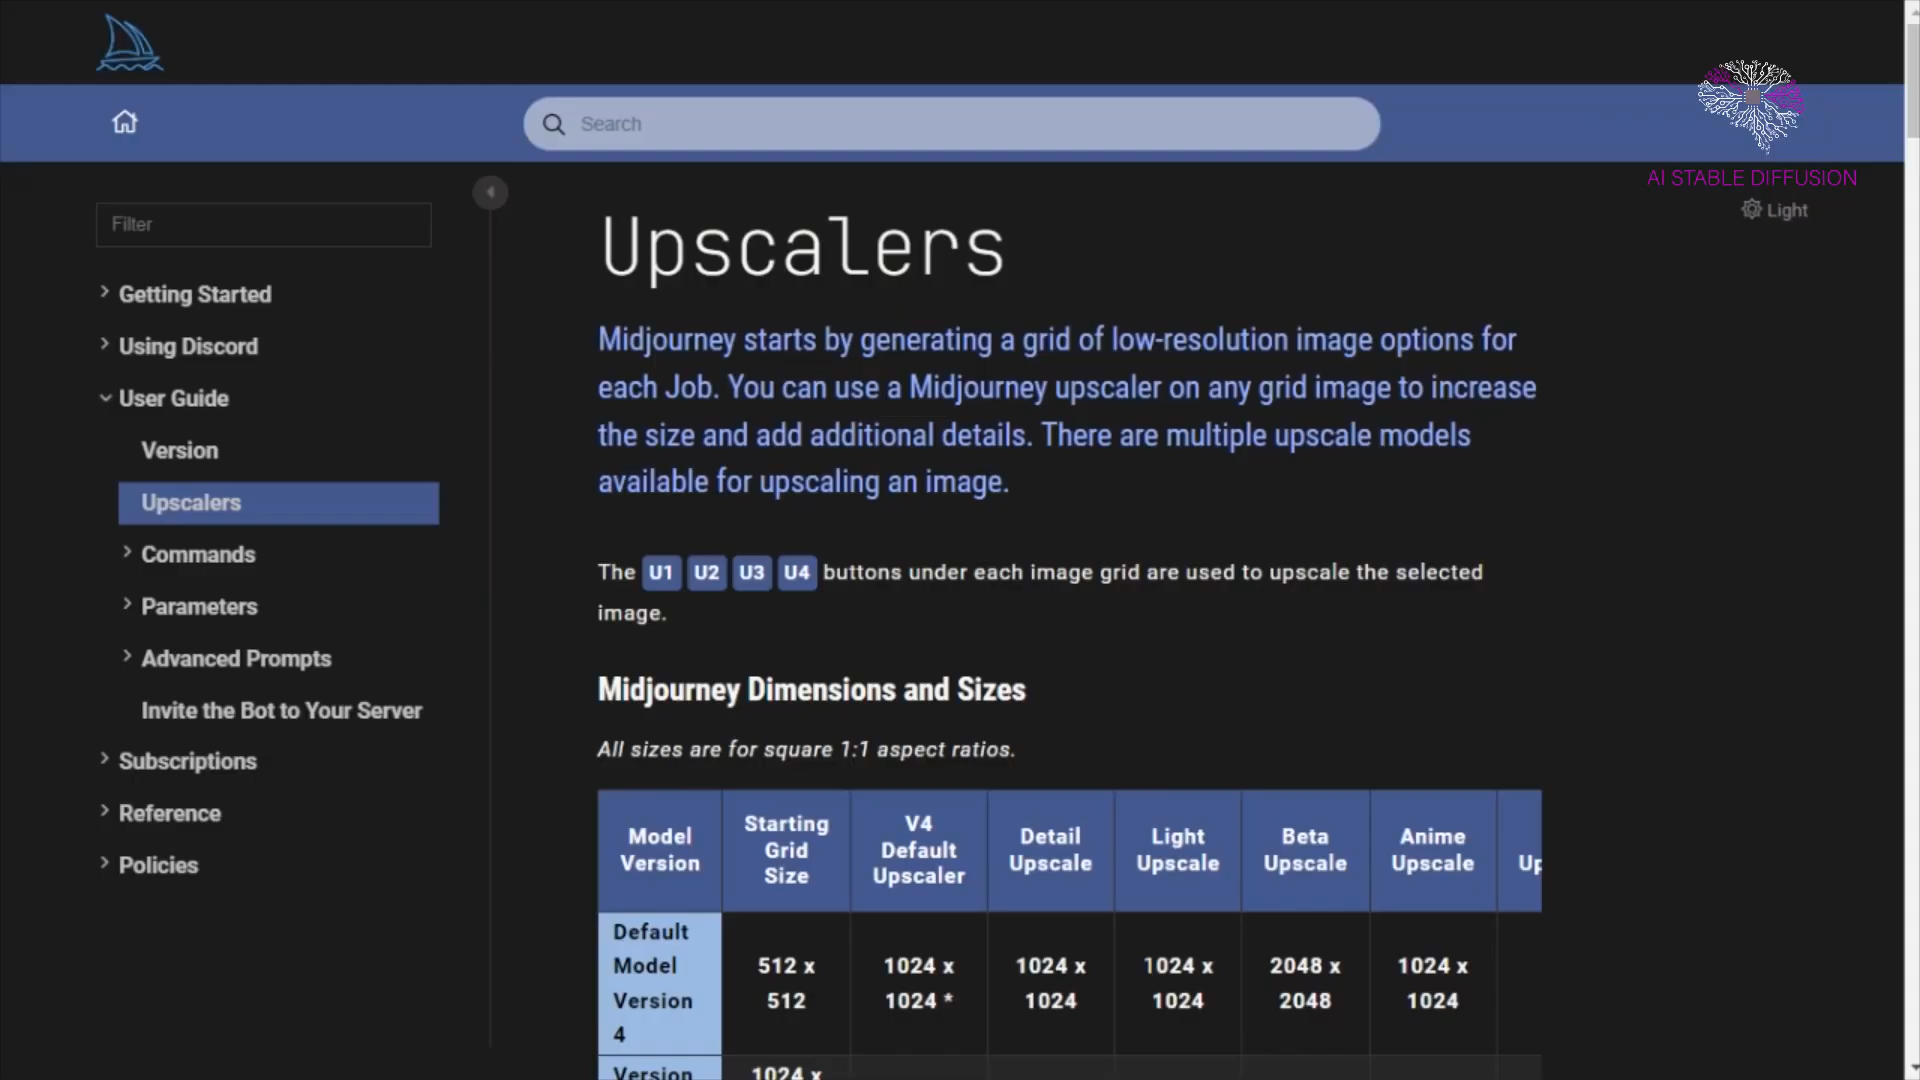 Search
AI STABLE DIFFUSION
Light
Filter
Getting Started
Using Discord
User Guide
Version
Upscalers
Commands
Parameters
Advanced Prompts
Invite the Bot to Your Server
Subscriptions
Reference
Policies
Upscalers
Midjourney starts by generating a grid of low-resolution image options for
each Job. You can use a Midjourney upscaler on any grid image to increase
the size and add additional details. There are multiple upscale models
available for upscaling an image.
The U1 U2 U3 U4 buttons under each image grid are used to upscale the selected
image.
Midjourney Dimensions and Sizes
All sizes are for square 1:1 aspect ratios.
Model Version
Starting Grid Size
V4 Default Upscaler
Detail Upscale
Light Upscale
Beta Upscale
Anime Upscale
Default Model Version 4
512 x 512
1024 x 1024 *
1024 x 1024
1024 x 1024
2048 x 2048
1024 x 1024
Version
1024 x